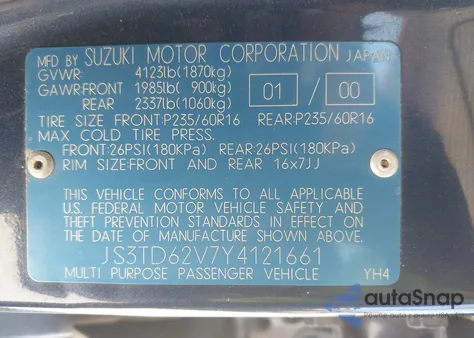 MFD BY SUZUKI MOTOR CORPORATION JAPAN
GVWR: 4123lb(1870kg)
GAWR:FRONT 1985lb( 900kg) 01 / 00
REAR 2337lb(1060kg)
TIRE SIZE FRONT:P235/60R16 REAR:P235/60R16
MAX COLD TIRE PRESS.
FRONT:26PSI(180KPa) REAR:26PSI(180KPa)
RIM SIZE:FRONT AND REAR 16x7JJ
THIS VEHICLE CONFORMS TO ALL APPLICABLE
U.S. FEDERAL MOTOR VEHICLE SAFETY AND
THEFT PREVENTION STANDARDS IN EFFECT ON
THE DATE OF MANUFACTURE SHOWN ABOVE.
JS3TD62V7Y4121661
MULTI PURPOSE PASSENGER VEHICLE YH4
autoSnap
Pewne auto z